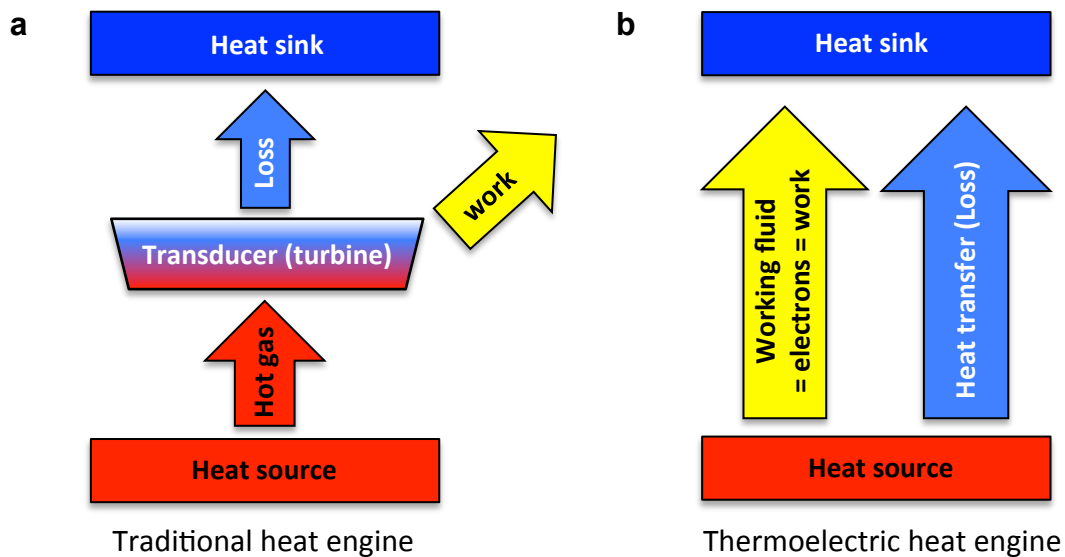 a
Heat sink
Loss
work
Transducer (turbine)
Hot gas
Heat source
Traditional heat engine
b
Heat sink
Working fluid
= electrons = work
Heat transfer (Loss)
Heat source
Thermoelectric heat engine